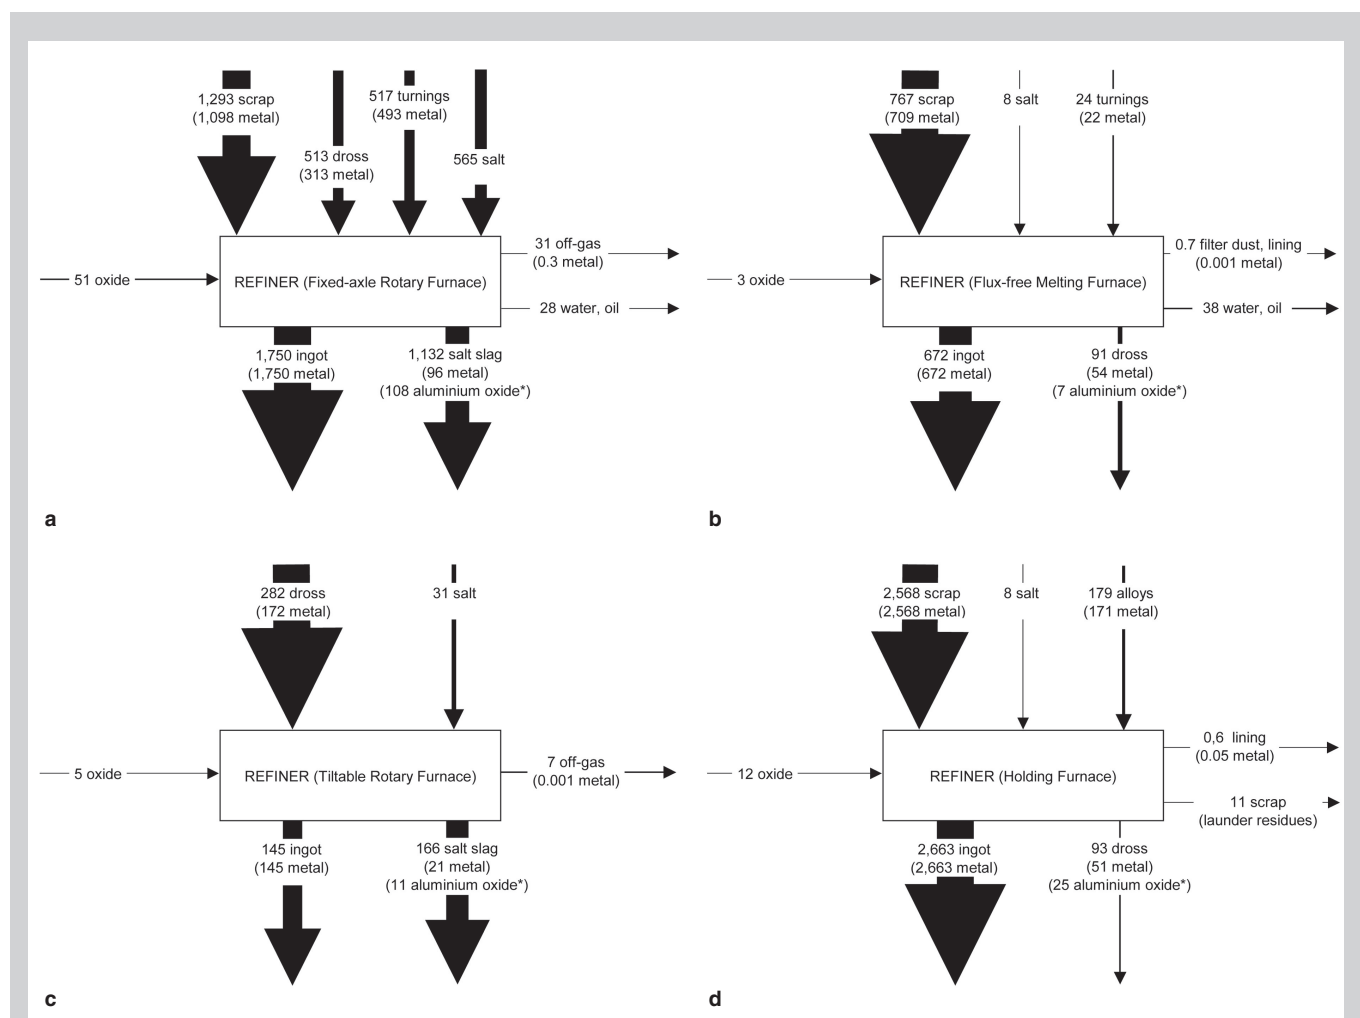 1,293 scrap
(1,098 metal)
513 dross
(313 metal)
517 turnings
(493 metal)
565 salt
51 oxide
REFINER (Fixed-axle Rotary Furnace)
31 off-gas
(0.3 metal)
28 water, oil
1,750 ingot
(1,750 metal)
1,132 salt slag
(96 metal)
(108 aluminium oxide*)
a
767 scrap
(709 metal)
8 salt
24 turnings
(22 metal)
3 oxide
REFINER (Flux-free Melting Furnace)
0.7 filter dust, lining
(0.001 metal)
38 water, oil
672 ingot
(672 metal)
91 dross
(54 metal)
(7 aluminium oxide*)
b
282 dross
(172 metal)
31 salt
5 oxide
REFINER (Tiltable Rotary Furnace)
7 off-gas
(0.001 metal)
145 ingot
(145 metal)
166 salt slag
(21 metal)
(11 aluminium oxide*)
c
2,568 scrap
(2,568 metal)
8 salt
179 alloys
(171 metal)
12 oxide
REFINER (Holding Furnace)
0,6 lining
(0.05 metal)
11 scrap
(launder residues)
2,663 ingot
(2,663 metal)
93 dross
(51 metal)
(25 aluminium oxide*)
d